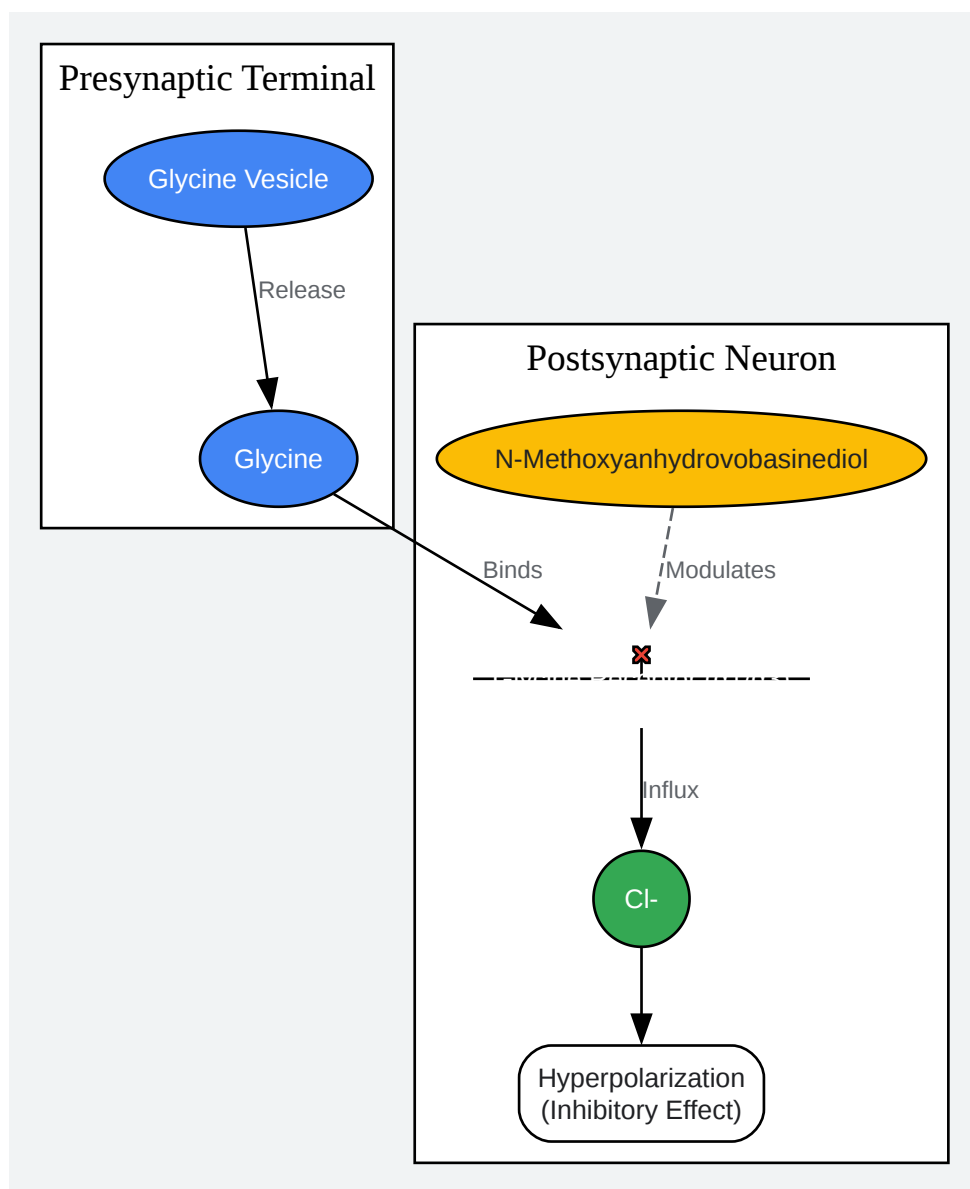 Presynaptic Terminal
Glycine Vesicle
Release
Glycine
Postsynaptic Neuron
N-Methoxyanhydrovobasinediol
Binds
Modulates
Influx
Cl-
Hyperpolarization
(Inhibitory Effect)